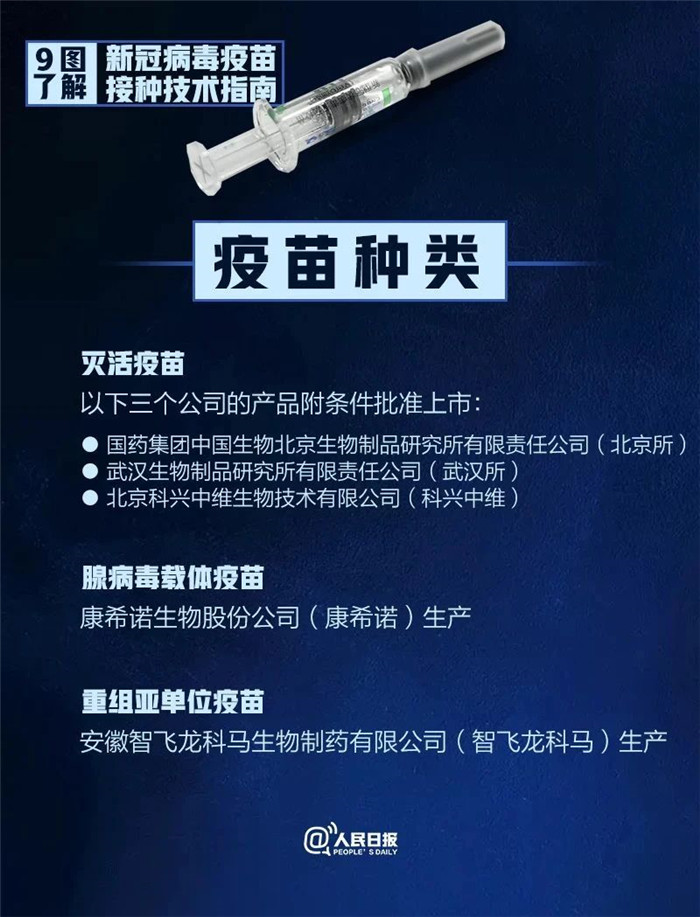 9图了解
新冠病毒疫苗
接种技术指南
疫苗种类
灭活疫苗
以下三个公司的产品附条件批准上市：
● 国药集团中国生物北京生物制品研究所有限责任公司（北京所）
● 武汉生物制品研究所有限责任公司（武汉所）
● 北京科兴中维生物技术有限公司（科兴中维）
腺病毒载体疫苗
康希诺生物股份公司（康希诺）生产
重组亚单位疫苗
安徽智飞龙科马生物制药有限公司（智飞龙科马）生产
@人民日报
PEOPLE'S DAILY